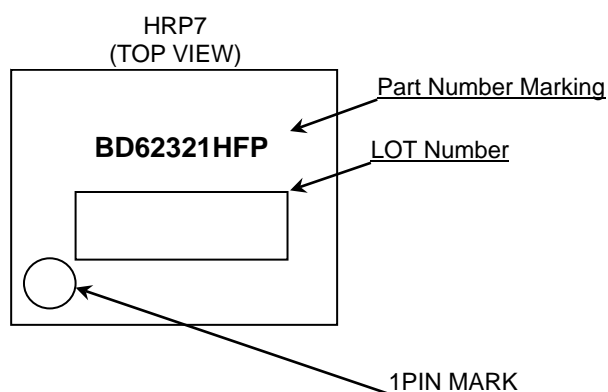 HRP7
(TOP VIEW)
Part Number Marking
BD62321HFP
LOT Number
1PIN MARK